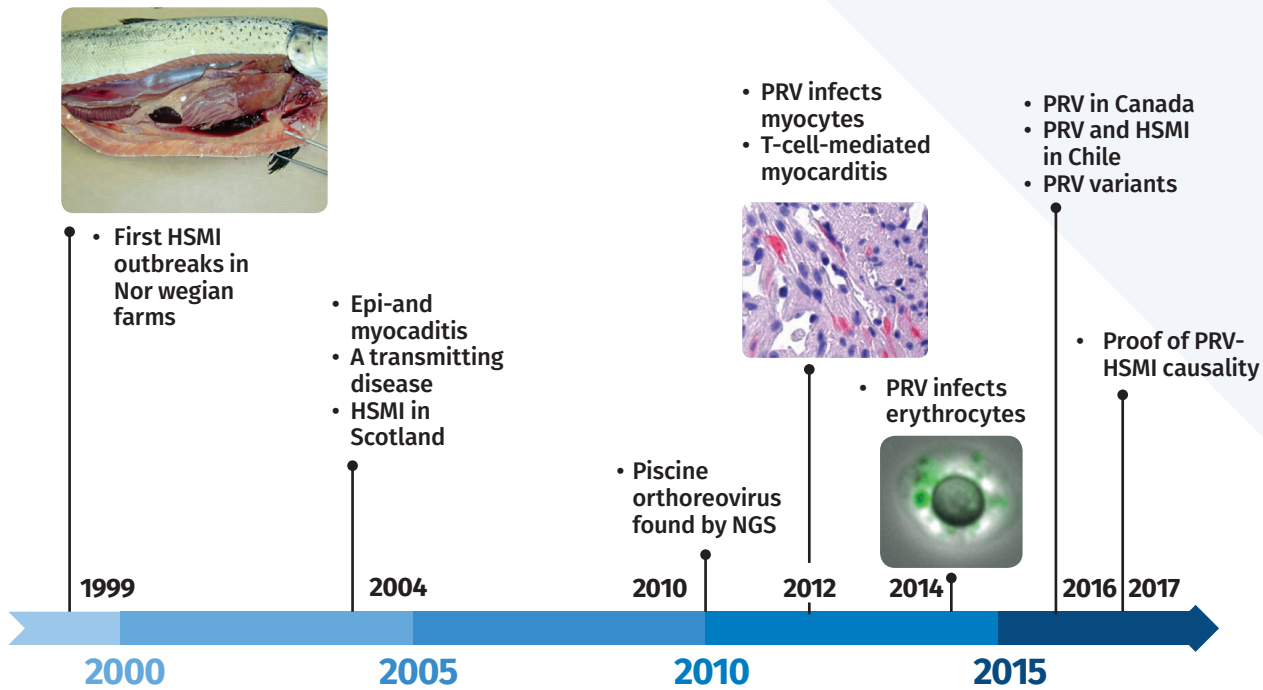 • First HSMI
outbreaks in
Nor wegian
farms
1999
• Epi-and
myocaditis
• A transmitting
disease
• HSMI in
Scotland
2004
• Piscine
orthoreovirus
found by NGS
2010
• PRV infects
myocytes
• T-cell-mediated
myocarditis
2012
• PRV infects
erythrocytes
2014
• PRV in Canada
• PRV and HSMI
in Chile
• PRV variants
2016
• Proof of PRV-
HSMI causality
2017
2000
2005
2010
2015